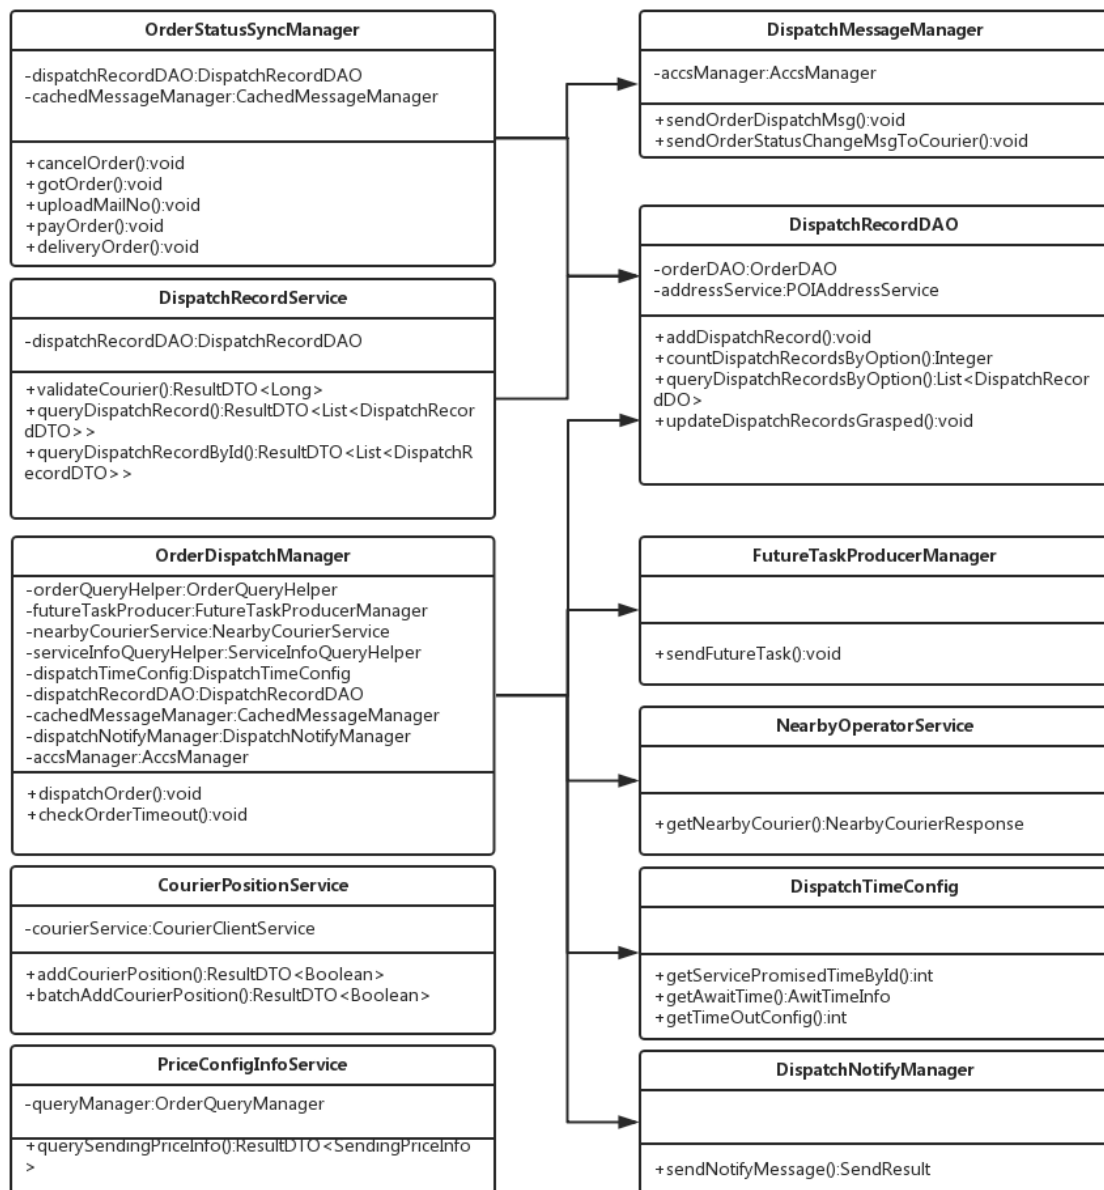 OrderStatusSyncManager
-dispatchRecordDAO:DispatchRecordDAO
-cachedMessageManager:CachedMessageManager
+cancelOrder():void
+gotOrder():void
+uploadMailNo():void
+payOrder():void
+deliveryOrder():void
DispatchRecordService
-dispatchRecordDAO:DispatchRecordDAO
+validateCourier():ResultDTO<Long>
+queryDispatchRecord():ResultDTO<List<DispatchRecor
dDTO>>
+queryDispatchRecordById():ResultDTO<List<DispatchR
ecordDTO>>
OrderDispatchManager
-orderQueryHelper:OrderQueryHelper
-futureTaskProducer:FutureTaskProducerManager
-nearbyCourierService:NearbyCourierService
-serviceInfoQueryHelper:ServiceInfoQueryHelper
-dispatchTimeConfig:DispatchTimeConfig
-dispatchRecordDAO:DispatchRecordDAO
-cachedMessageManager:CachedMessageManager
-dispatchNotifyManager:DispatchNotifyManager
-accsManager:AccsManager
+dispatchOrder():void
+checkOrderTimeout():void
CourierPositionService
-courierService:CourierClientService
+addCourierPosition():ResultDTO<Boolean>
+batchAddCourierPosition():ResultDTO<Boolean>
PriceConfigInfoService
-queryManager:OrderQueryManager
+querySendingPriceInfo():ResultDTO<SendingPriceInfo
>
DispatchMessageManager
-accsManager:AccsManager
+sendOrderDispatchMsg():void
+sendOrderStatusChangeMsgToCourier():void
DispatchRecordDAO
-orderDAO:OrderDAO
-addressService:POIAddressService
+addDispatchRecord():void
+countDispatchRecordsByOption():Integer
+queryDispatchRecordsByOption():List<DispatchRecor
dDO>
+updateDispatchRecordsGrasped():void
FutureTaskProducerManager
+sendFutureTask():void
NearbyOperatorService
+getNearbyCourier():NearbyCourierResponse
DispatchTimeConfig
+getServicePromisedTimeById():int
+getAwaitTime():AwitTimeInfo
+getTimeOutConfig():int
DispatchNotifyManager
+sendNotifyMessage():SendResult